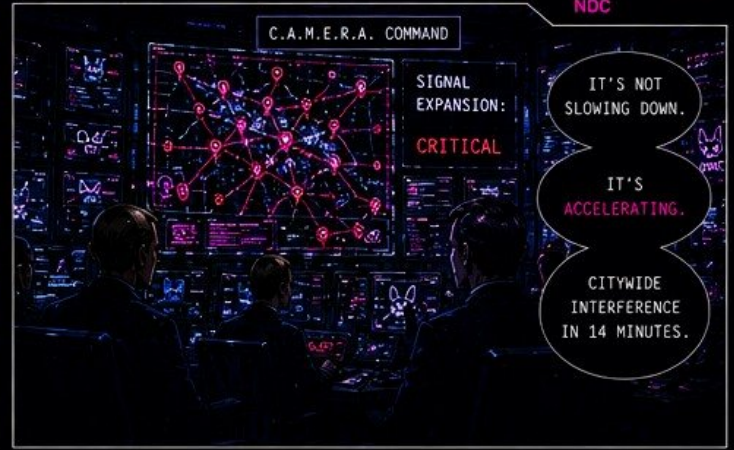 NDC
C.A.M.E.R.A. COMMAND
SIGNAL
EXPANSION:
CRITICAL
IT'S NOT
SLOWING DOWN.
IT'S
ACCELERATING.
CITYWIDE
INTERFERENCE
IN 14 MINUTES.